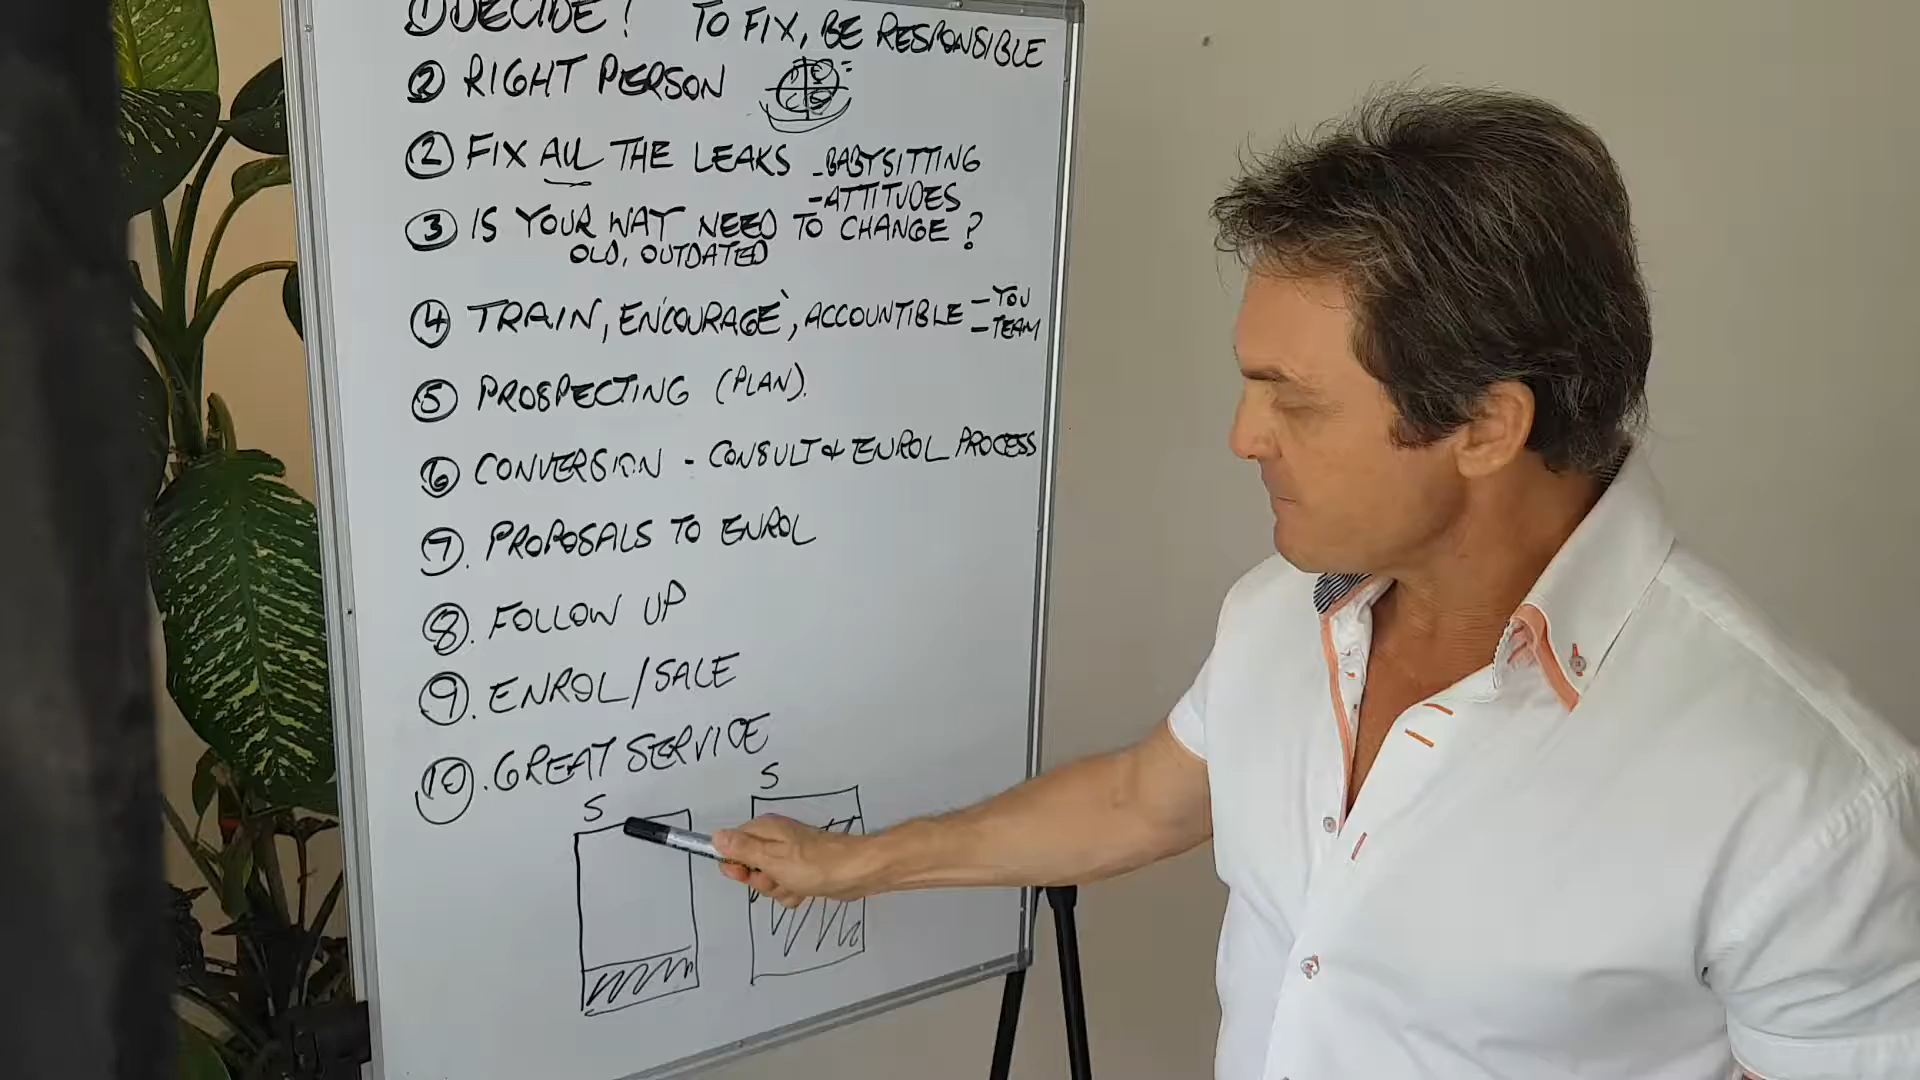 ① DECIDE! TO FIX, BE RESPONSIBLE
② RIGHT PERSON
② FIX ALL THE LEAKS - BABYSITTING
- ATTITUDES
③ IS YOUR WAY NEED TO CHANGE?
OLD, OUTDATED
④ TRAIN, ENCOURAGE, ACCOUNTIBLE - YOU
- TEAM
⑤ PROSPECTING (PLAN).
⑥ CONVERSION - CONSULT & ENROL PROCESS
⑦. PROPOSALS TO ENROL
⑧. FOLLOW UP
⑨. ENROL/SALE
⑩. GREAT SERVICE
S S